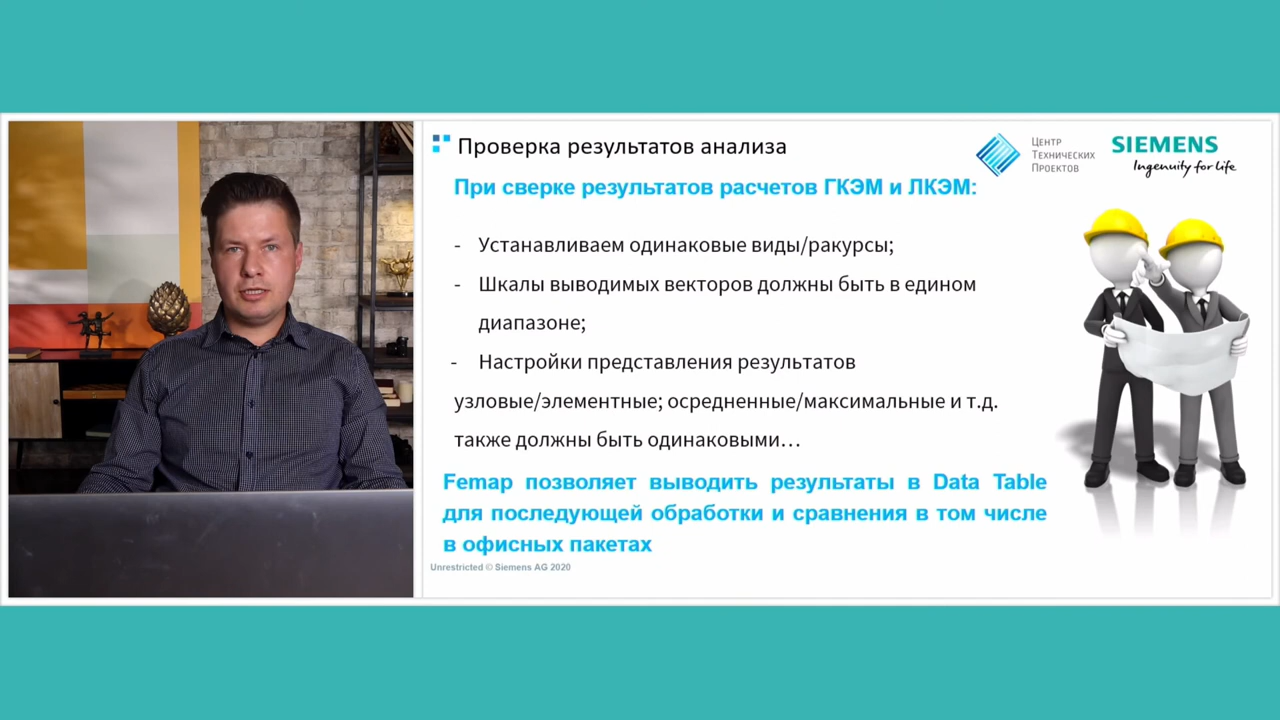 Проверка результатов анализа
ЦЕНТР
ТЕХНИЧЕСКИХ
ПРОЕКТОВ
SIEMENS
Ingenuity for life
При сверке результатов расчетов ГКЭМ и ЛКЭМ:
- Устанавливаем одинаковые виды/ракурсы;
- Шкалы выводимых векторов должны быть в едином
диапазоне;
- Настройки представления результатов
узловые/элементные; осредненные/максимальные и т.д.
также должны быть одинаковыми…
Femap позволяет выводить результаты в Data Table
для последующей обработки и сравнения в том числе
в офисных пакетах
Unrestricted © Siemens AG 2020